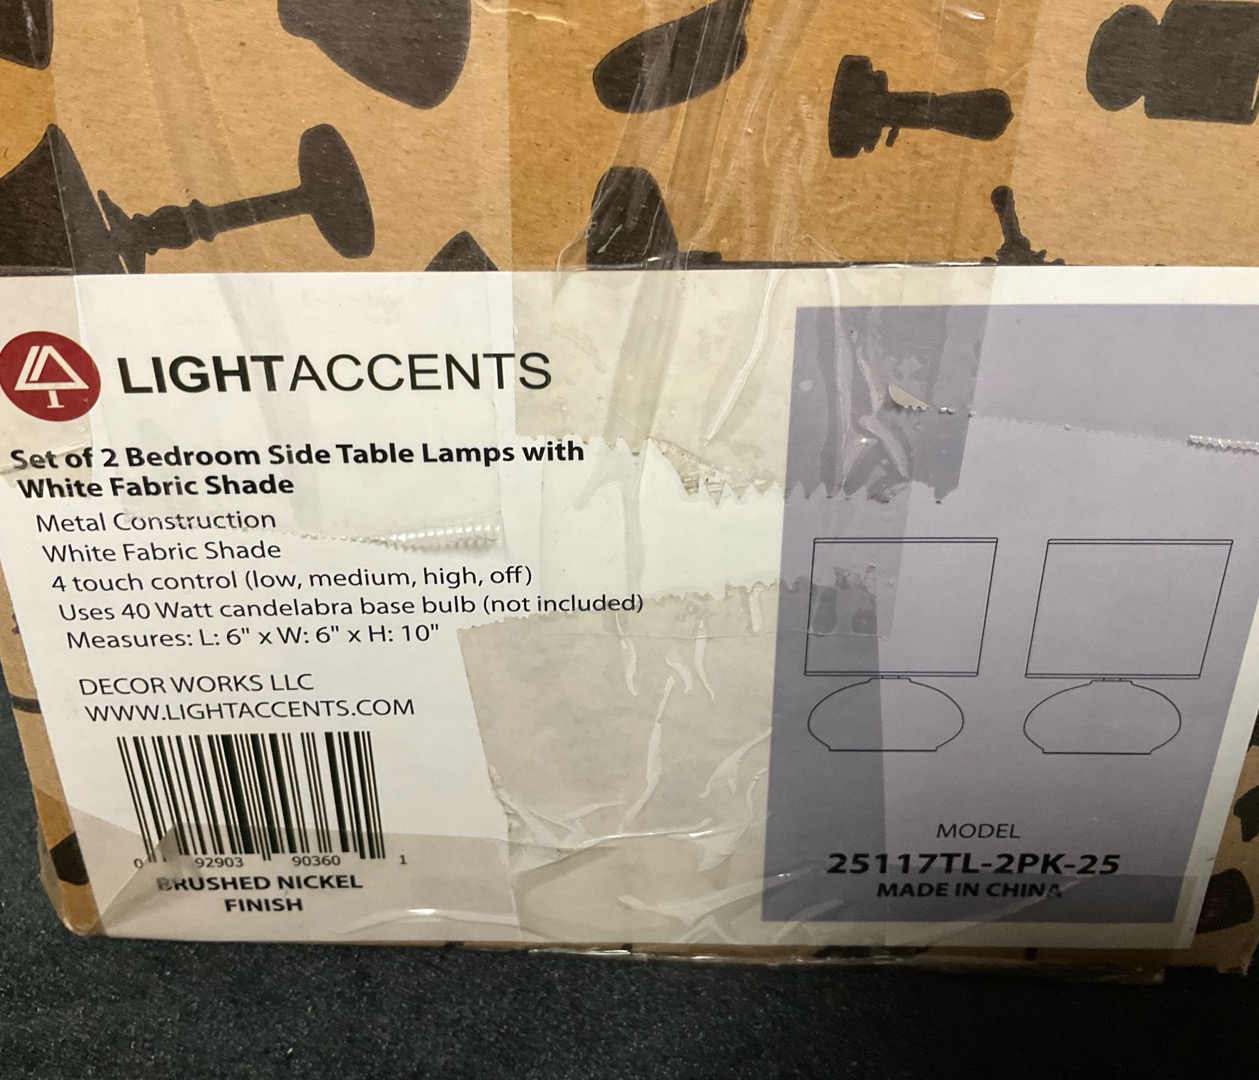 LIGHTACCENTS
Set of 2 Bedroom Side Table Lamps with
White Fabric Shade
Metal Construction
White Fabric Shade
4 touch control (low, medium, high, off)
Uses 40 Watt candelabra base bulb (not included)
Measures: L: 6" x W: 6" x H: 10"
DECOR WORKS LLC
WWW.LIGHTACCENTS.COM
0 92903 90360 1
BRUSHED NICKEL
FINISH
MODEL
25117TL-2PK-25
MADE IN CHINA